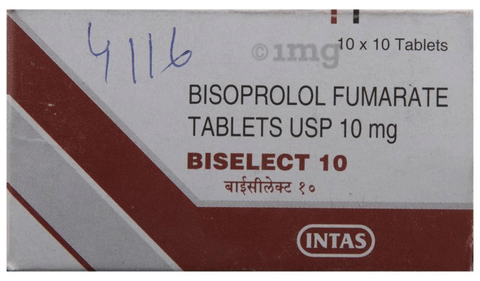 4116
©1mg
10 x 10 Tablets
BISOPROLOL FUMARATE
TABLETS USP 10 mg
BISELECT 10
बाईसीलेक्ट १०
INTAS